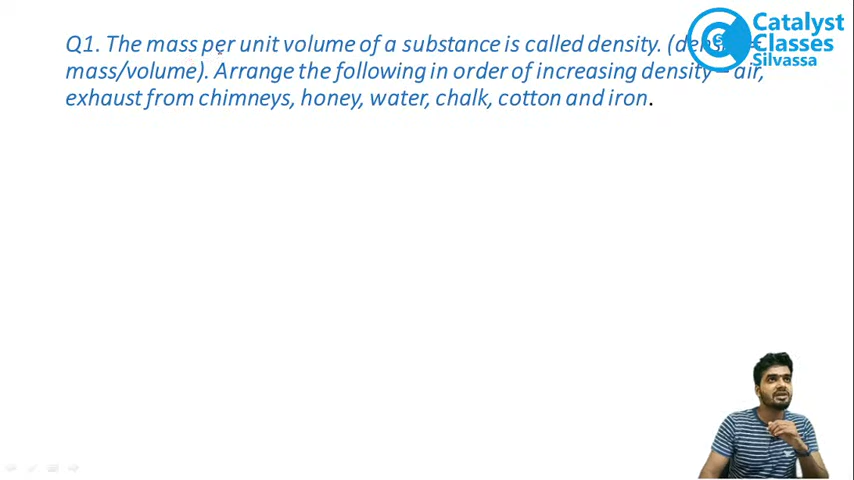 Q1. The mass per unit volume of a substance is called density. (density =
mass/volume). Arrange the following in order of increasing density – air,
exhaust from chimneys, honey, water, chalk, cotton and iron.
Catalyst
Classes
Silvassa